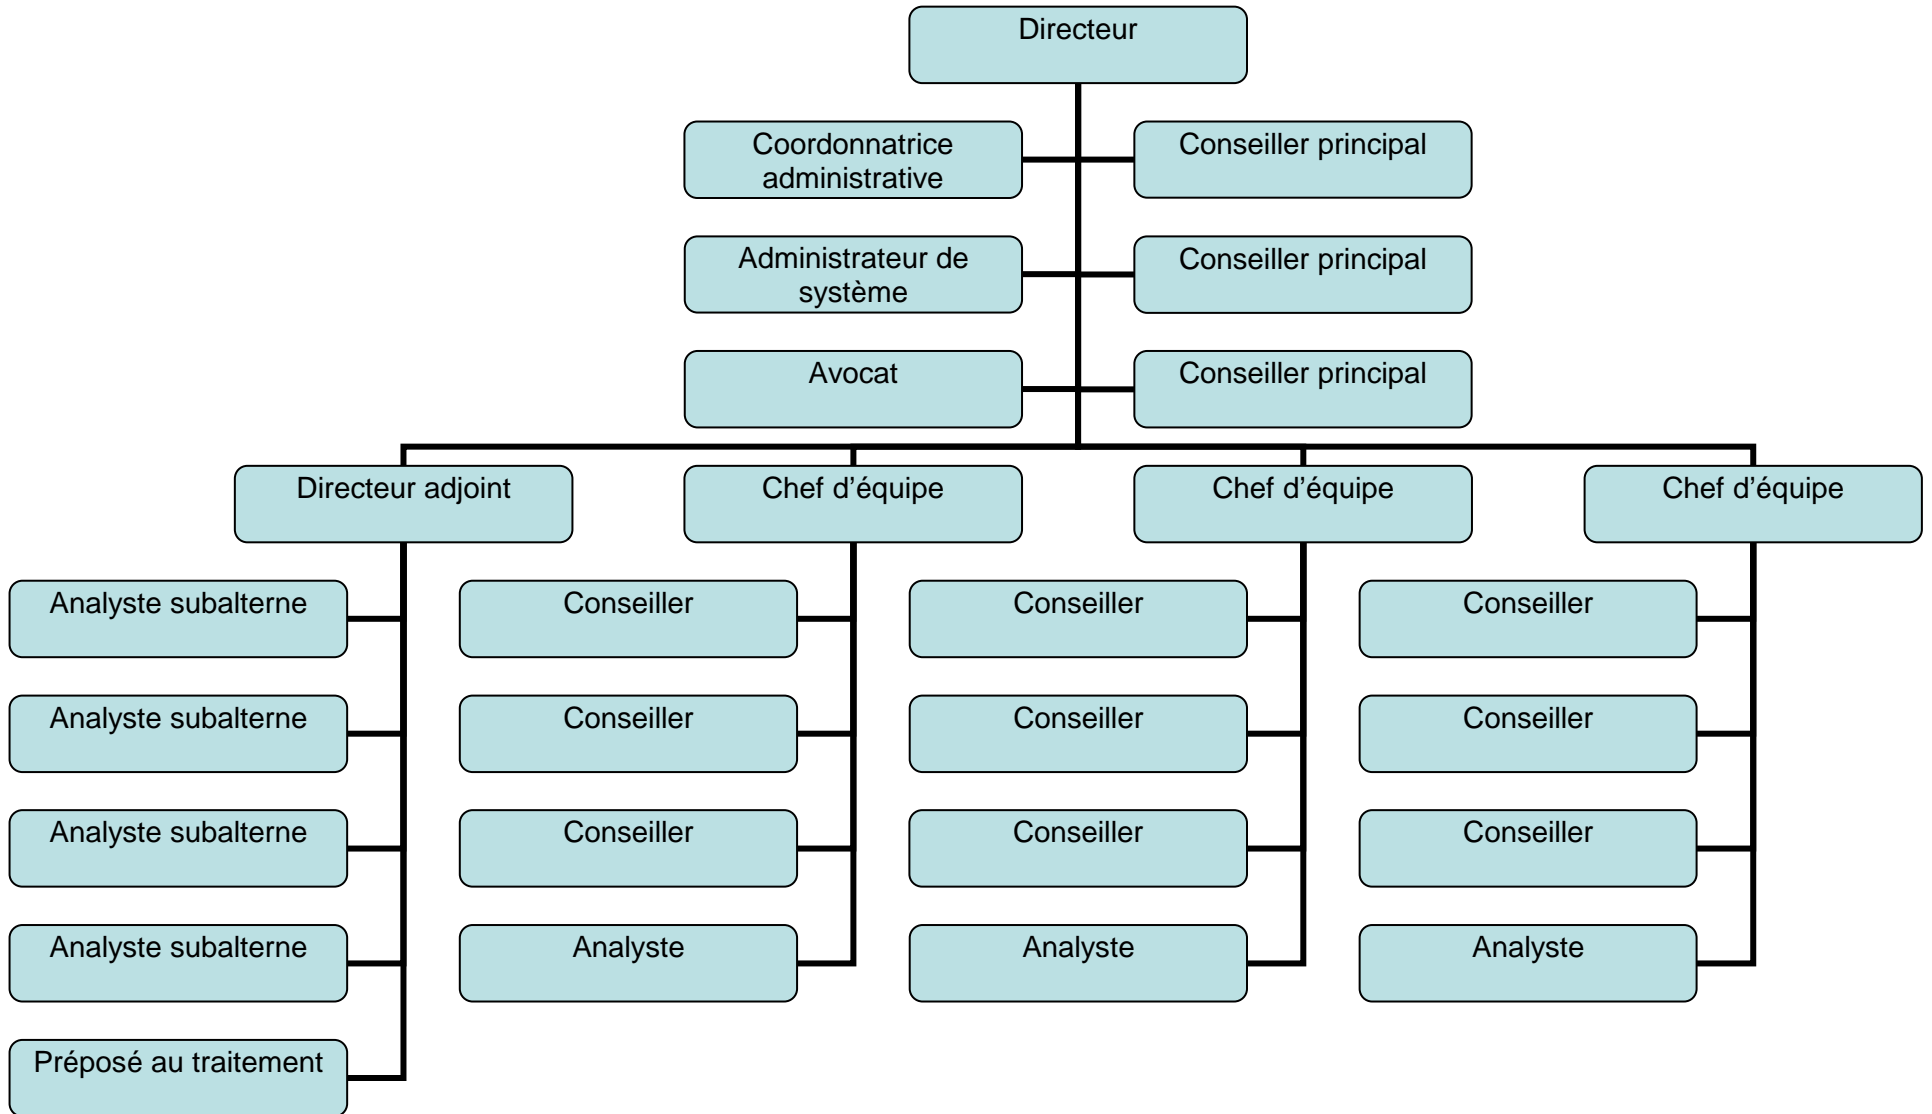 Directeur
Coordonnatrice
administrative
Conseiller principal
Administrateur de
système
Conseiller principal
Avocat
Conseiller principal
Directeur adjoint
Chef d’équipe
Chef d’équipe
Chef d’équipe
Analyste subalterne
Conseiller
Conseiller
Conseiller
Analyste subalterne
Conseiller
Conseiller
Conseiller
Analyste subalterne
Conseiller
Conseiller
Conseiller
Analyste subalterne
Analyste
Analyste
Analyste
Préposé au traitement